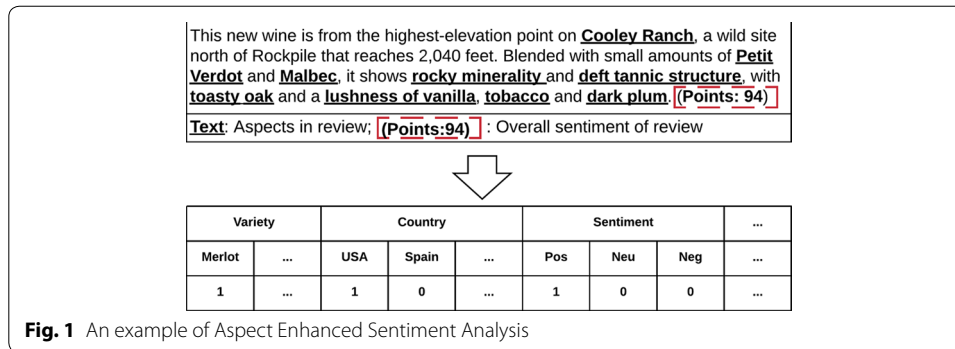 This new wine is from the highest-elevation point on Cooley Ranch, a wild site
north of Rockpile that reaches 2,040 feet. Blended with small amounts of Petit
Verdot and Malbec, it shows rocky minerality and deft tannic structure, with
toasty oak and a lushness of vanilla, tobacco and dark plum. (Points: 94)
Text: Aspects in review; (Points:94) : Overall sentiment of review
Variety Country Sentiment ...
Merlot ... USA Spain ... Pos Neu Neg ...
1 ... 1 0 ... 1 0 0 ...
Fig. 1 An example of Aspect Enhanced Sentiment Analysis